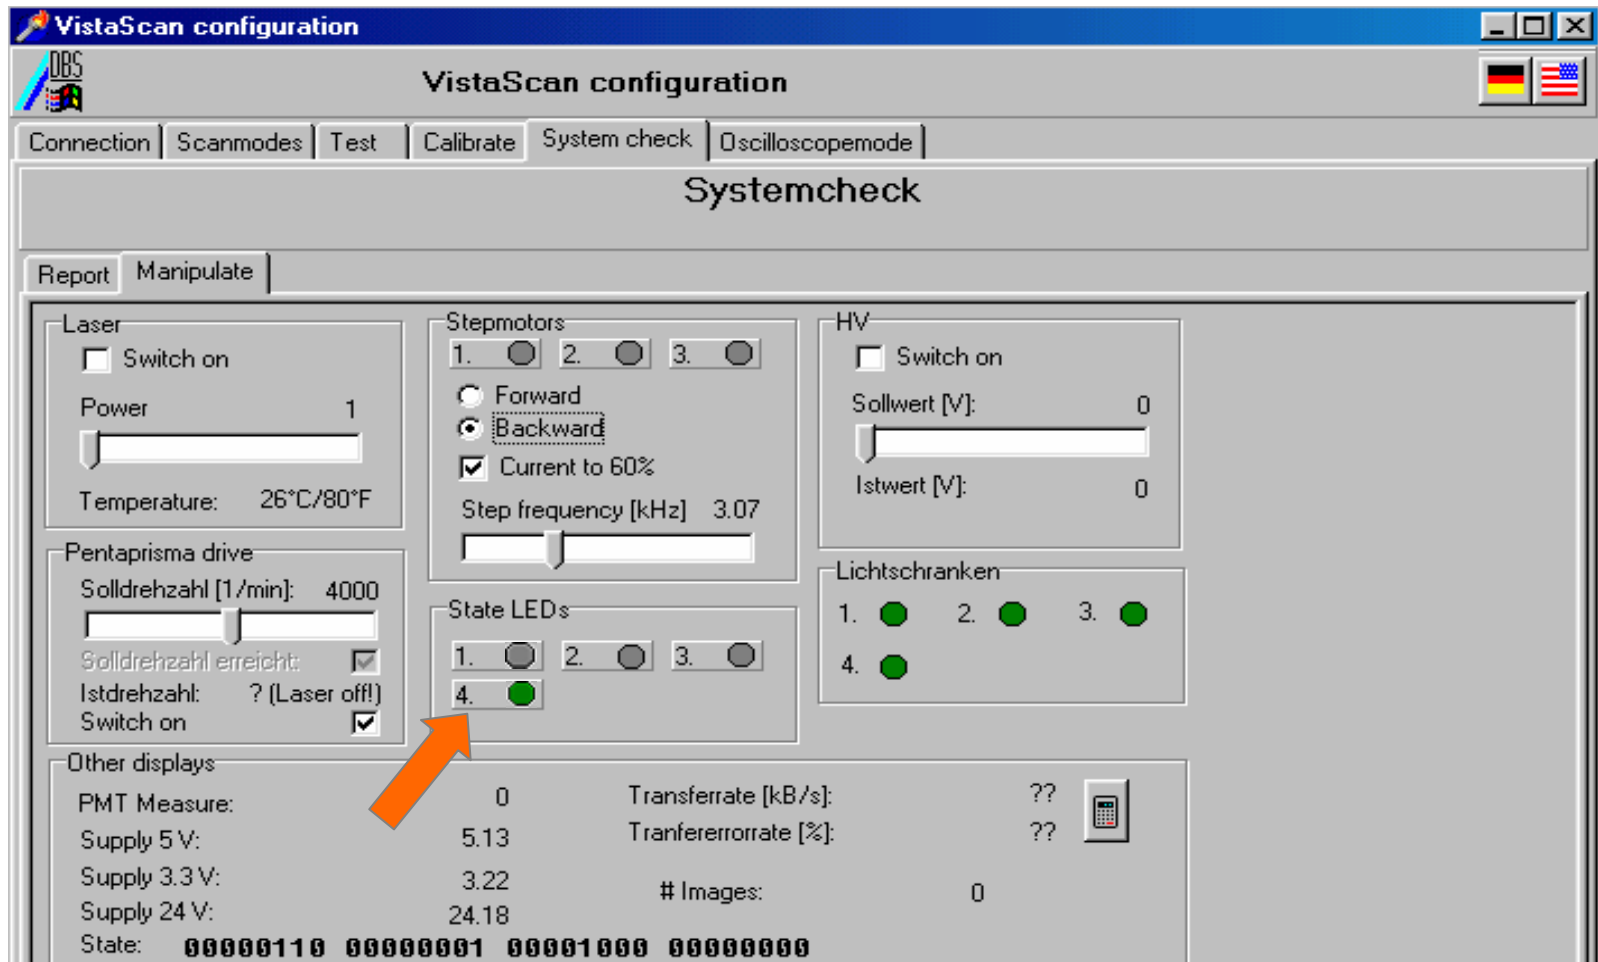 VistaScan configuration
DBS
VistaScan configuration
Connection Scanmodes Test Calibrate System check Oscilloscopemode
Systemcheck
Report Manipulate
Laser
Switch on
Power 1
Temperature: 26°C/80°F
Stepmotors
1. 2. 3.
Forward
Backward
Current to 60%
Step frequency [kHz] 3.07
HV
Switch on
Sollwert [V]: 0
Istwert [V]: 0
Pentaprisma drive
Solldrehzahl [1/min]: 4000
Solldrehzahl erreicht:
Istdrehzahl: ? (Laser off!)
Switch on
State LEDs
1. 2. 3.
4.
Lichtschranken
1. 2. 3.
4.
Other displays
PMT Measure: 0
Supply 5 V: 5.13
Supply 3.3 V: 3.22
Supply 24 V: 24.18
Transferrate [kB/s]: ??
Tranfererrorrate [%]: ??
# Images: 0
State: 00000110 00000001 00001000 00000000